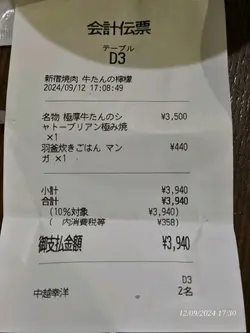 会計伝票
テーブル
D3
新宿焼肉 牛たんの檸檬
2024/09/12 17:08:49
名物 極厚牛たんのシ ¥3,500
ャトーブリアン極み焼
×1
羽釜炊きごはん マン ¥440
ガ ×1
小計 ¥3,940
合計 ¥3,940
(10%対象 ¥3,940)
( 内消費税等 ¥358)
御支払金額 ¥3,940
D3
中越幸洋 2名
12/09/2024 17:30